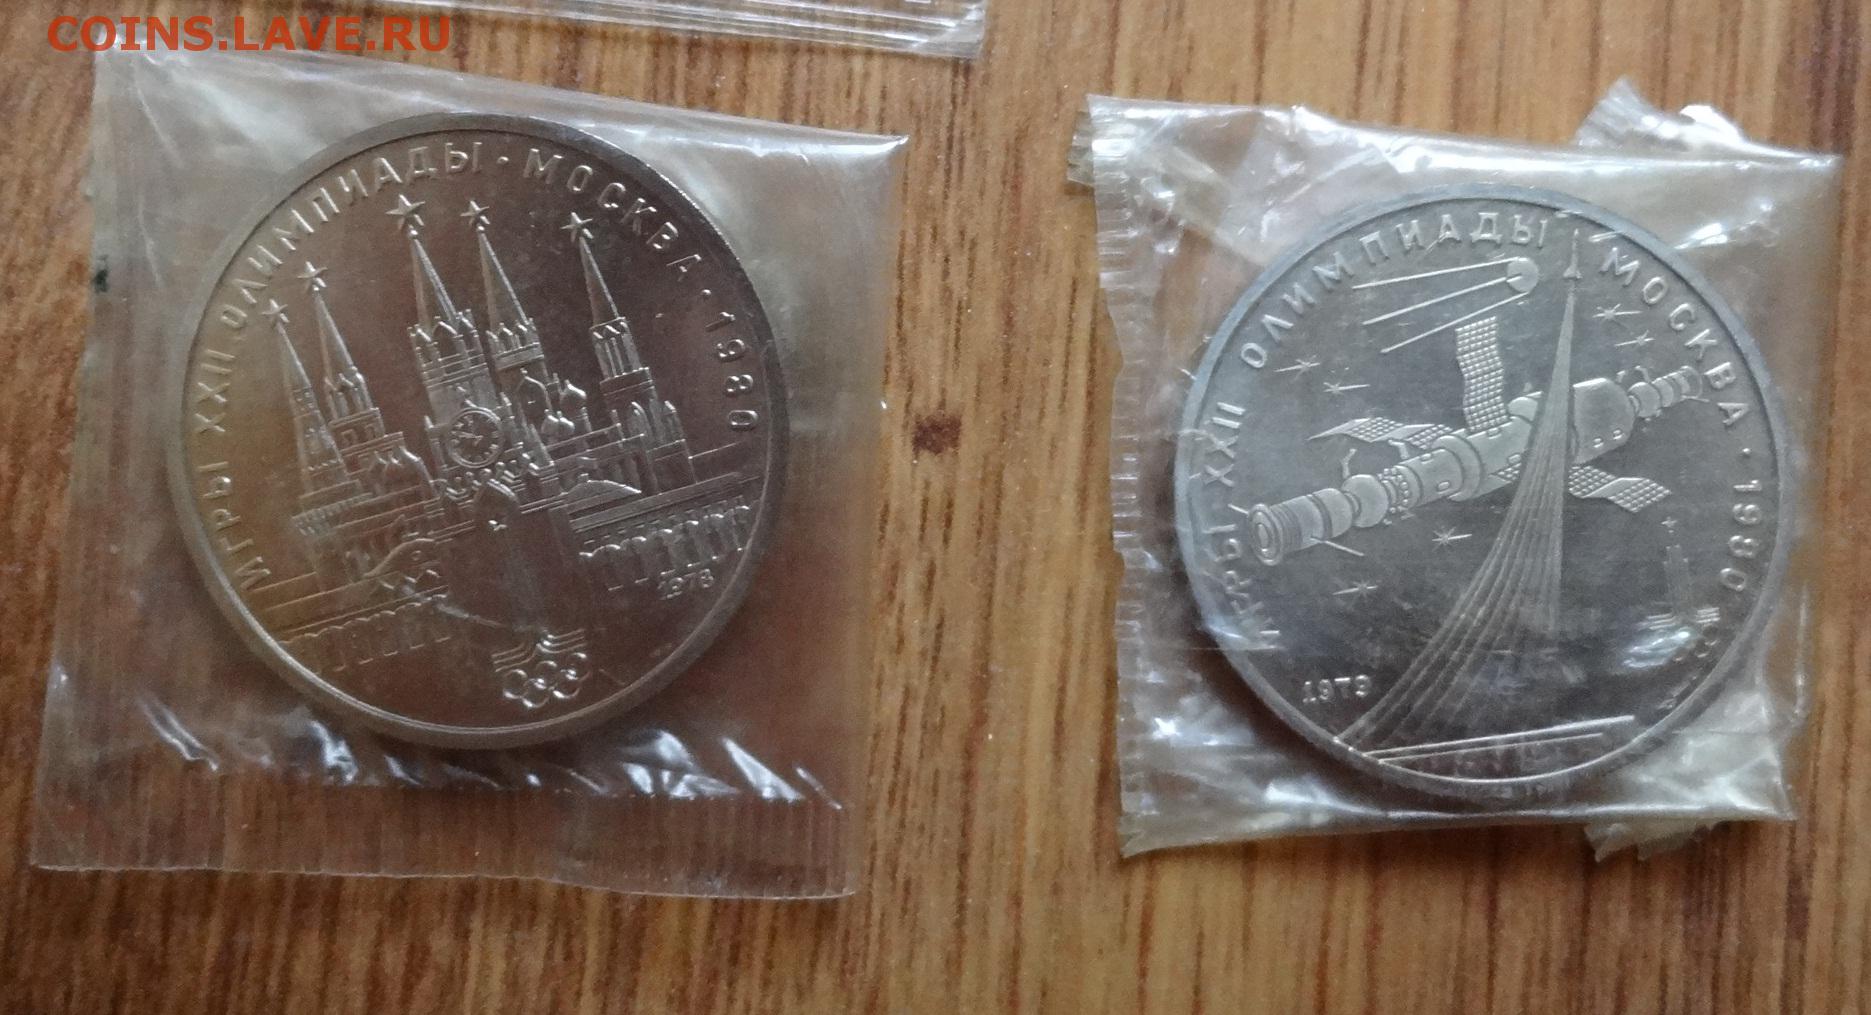 COINS.LAVE.RU
ИГРЫ XXII ОЛИМПИАДЫ · МОСКВА · 1980
1978
ИГРЫ XXII ОЛИМПИАДЫ МОСКВА · 1980
1979